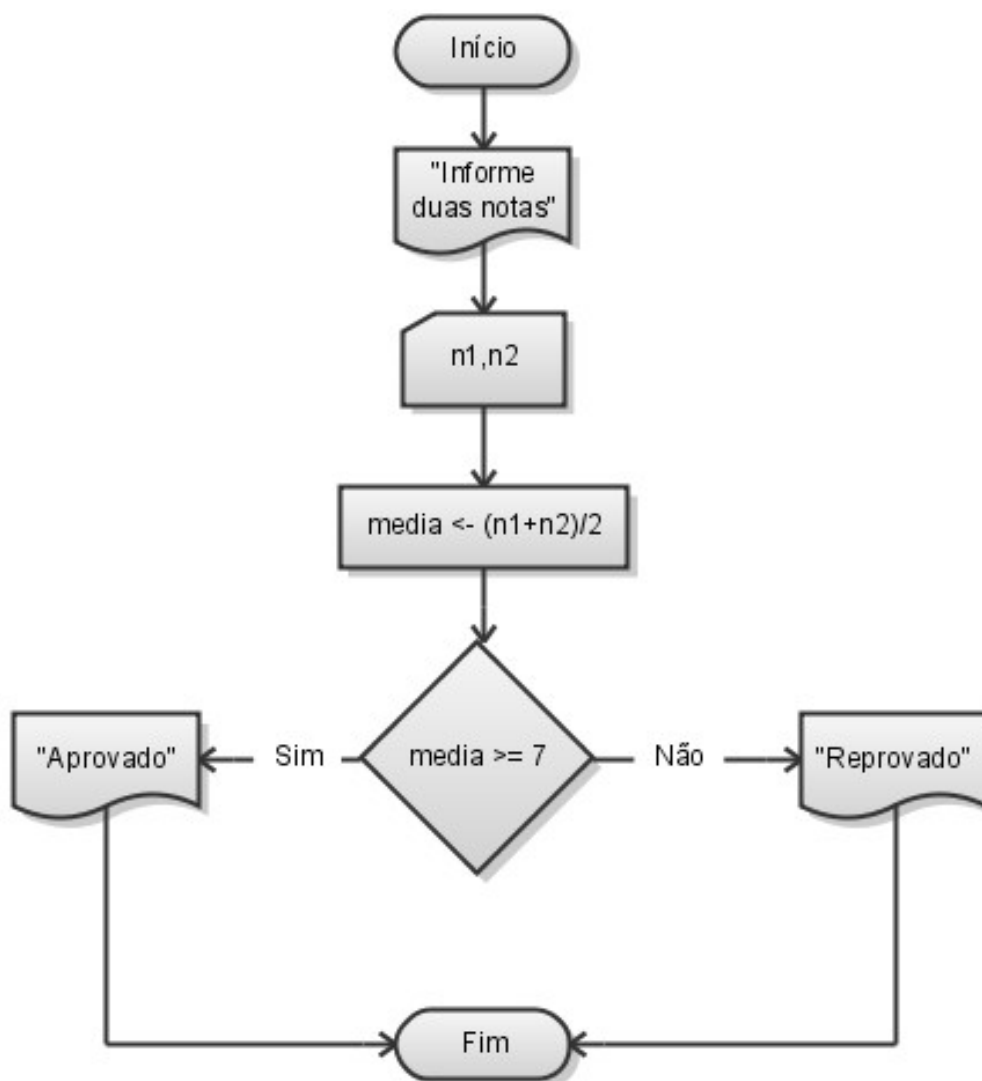 Início
"Informe
duas notas"
n1,n2
media <- (n1+n2)/2
media >= 7
Sim
Não
"Aprovado"
"Reprovado"
Fim